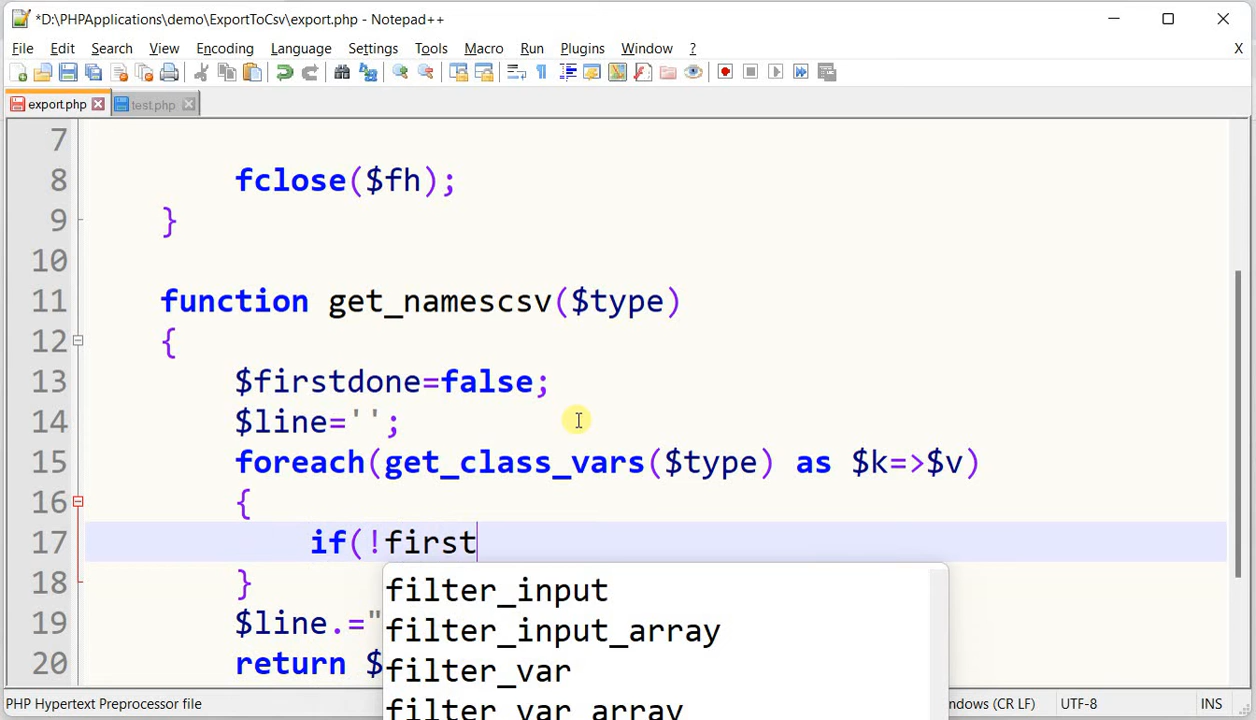 *D:\PHPApplications\demo\ExportToCsv\export.php - Notepad++
File Edit Search View Encoding Language Settings Tools Macro Run Plugins Window ? X
export.php test.php
7
8 fclose($fh);
9 }
10
11 function get_namescsv($type)
12 {
13 $firstdone=false;
14 $line='';
15 foreach(get_class_vars($type) as $k=>$v)
16 {
17 if(!first
filter_input
18 }
filter_input_array
19 $line.="
filter_var
20 return $
filter_var_array
PHP Hypertext Preprocessor file ndows (CR LF) UTF-8 INS